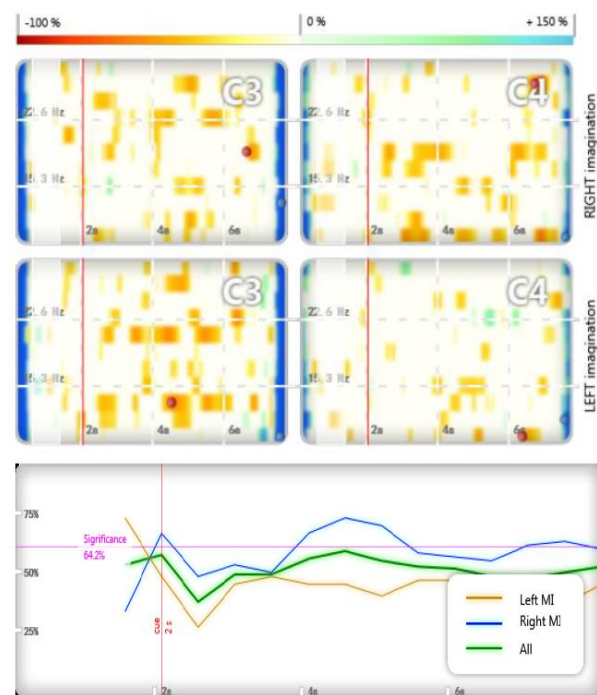 -100 %
0 %
+ 150 %
C3
C4
22.6 Hz
22.6 Hz
15.3 Hz
15.3 Hz
2s
4s
6s
2s
4s
6s
RIGHT imagination
C3
C4
22.6 Hz
22.6 Hz
15.3 Hz
15.3 Hz
2s
4s
6s
2s
4s
6s
LEFT imagination
75%
Significance
64.2%
50%
25%
cue
2 s
Left MI
Right MI
All
2s
4s
6s